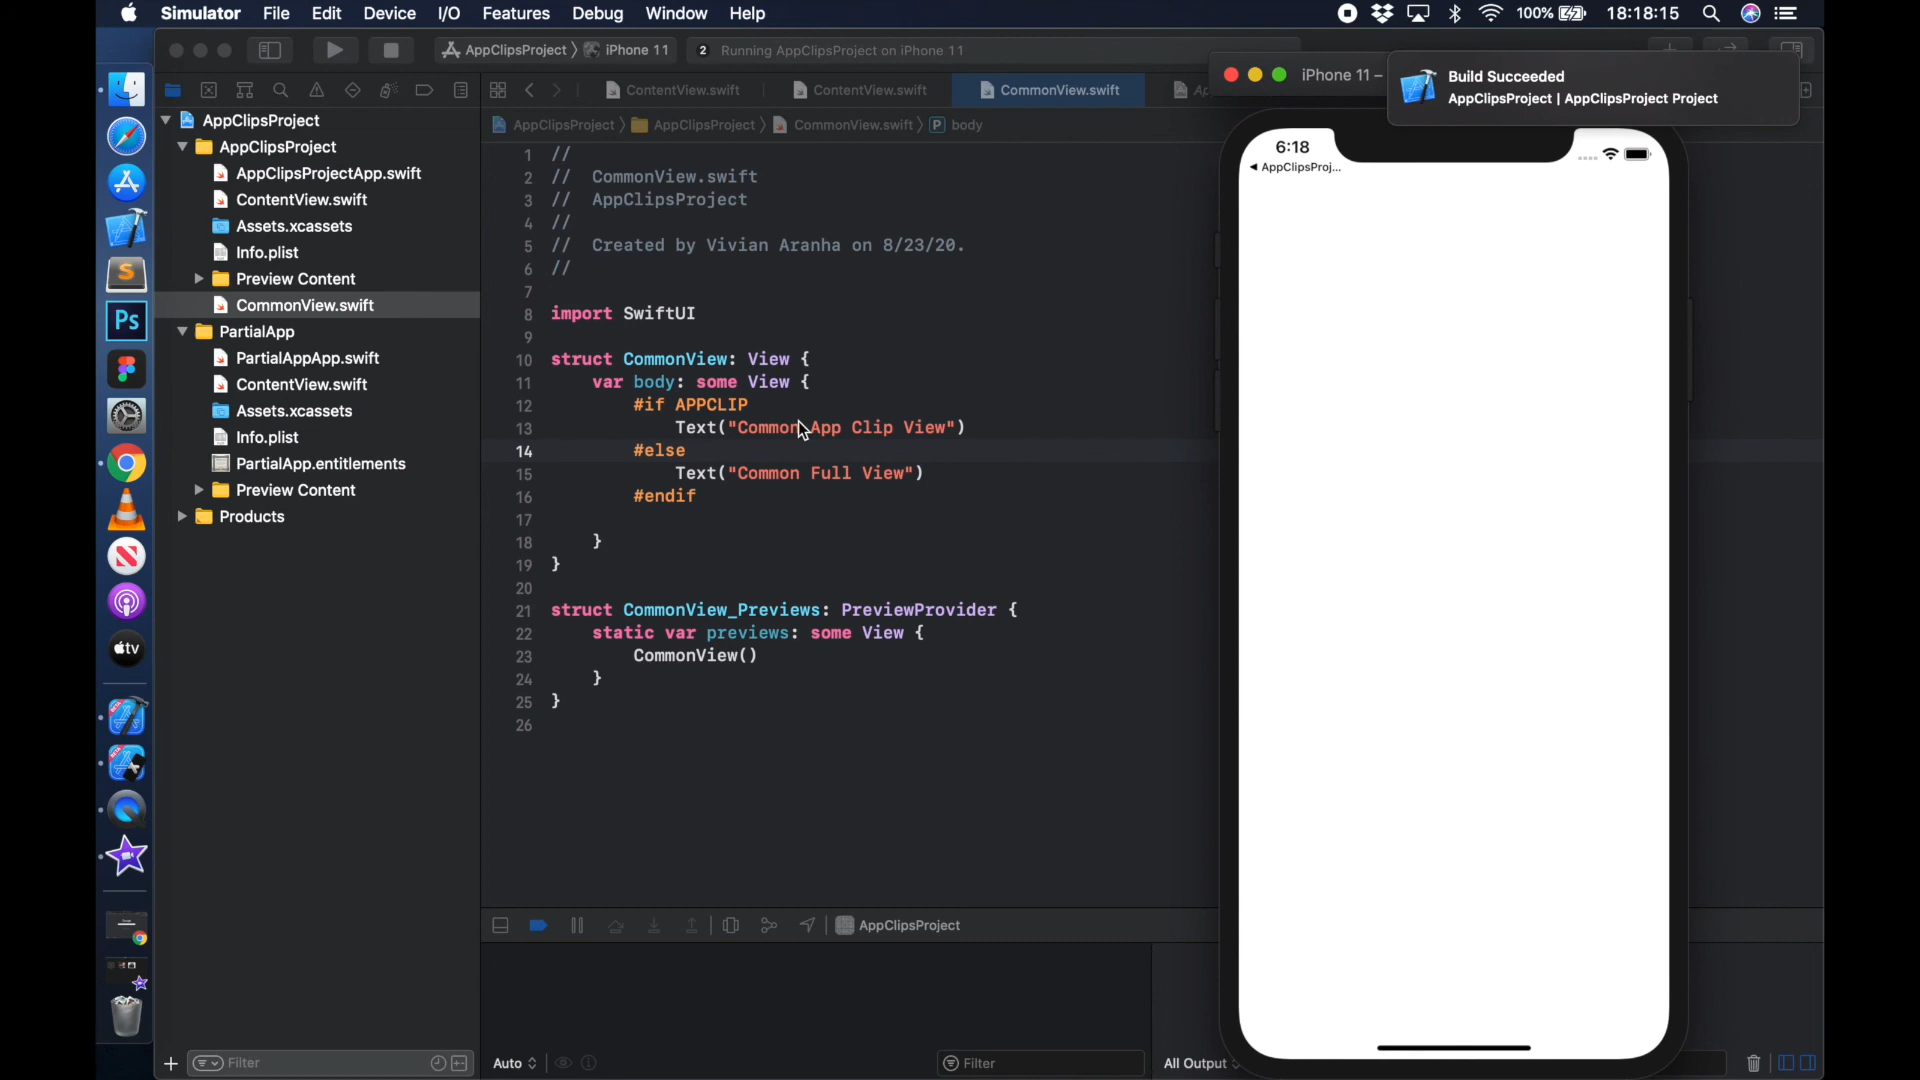 Simulator File Edit Device I/O Features Debug Window Help 100% 18:18:15
AppClipsProject iPhone 11 2 Running AppClipsProject on iPhone 11
iPhone 11 –
Build Succeeded
AppClipsProject | AppClipsProject Project
ContentView.swift ContentView.swift CommonView.swift
AppClipsProject AppClipsProject CommonView.swift P body
AppClipsProject
AppClipsProject
AppClipsProjectApp.swift
ContentView.swift
Assets.xcassets
Info.plist
Preview Content
CommonView.swift
PartialApp
PartialAppApp.swift
ContentView.swift
Assets.xcassets
Info.plist
PartialApp.entitlements
Preview Content
Products
S
Ps
tv
1 //
2 // CommonView.swift
3 // AppClipsProject
4 //
5 // Created by Vivian Aranha on 8/23/20.
6 //
7
8 import SwiftUI
9
10 struct CommonView: View {
11 var body: some View {
12 #if APPCLIP
13 Text("Common App Clip View")
14 #else
15 Text("Common Full View")
16 #endif
17
18 }
19 }
20
21 struct CommonView_Previews: PreviewProvider {
22 static var previews: some View {
23 CommonView()
24 }
25 }
26
6:18
AppClipsProj...
AppClipsProject
Filter
Auto
Filter
All Output